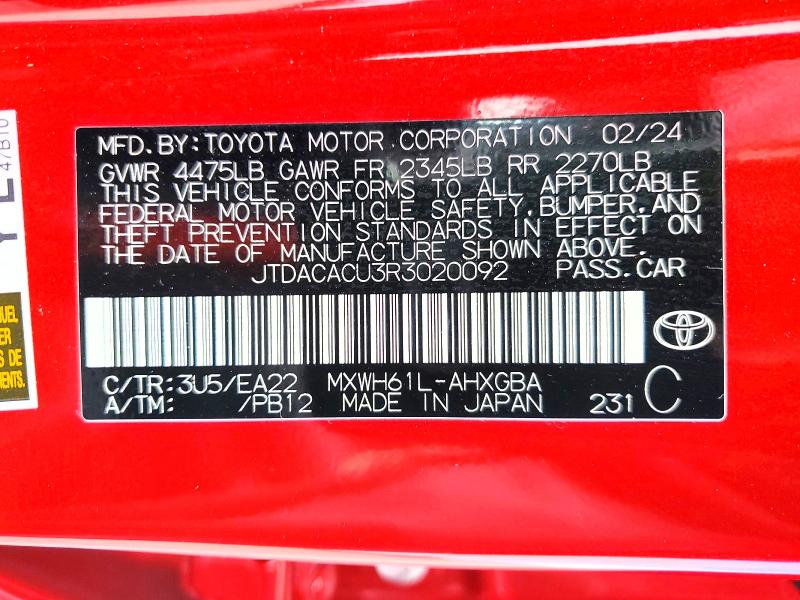 MFD. BY: TOYOTA MOTOR CORPORATION 02/24
GVWR 4475LB GAWR FR 2345LB RR 2270LB
THIS VEHICLE CONFORMS TO ALL APPLICABLE
FEDERAL MOTOR VEHICLE SAFETY, BUMPER, AND
THEFT PREVENTION STANDARDS IN EFFECT ON
THE DATE OF MANUFACTURE SHOWN ABOVE.
JTDACACU3R3020092 PASS. CAR
C/TR: 3U5/EA22 MXWH61L-AHXGBA
A/TM: /PB12 MADE IN JAPAN 231 C
47B10